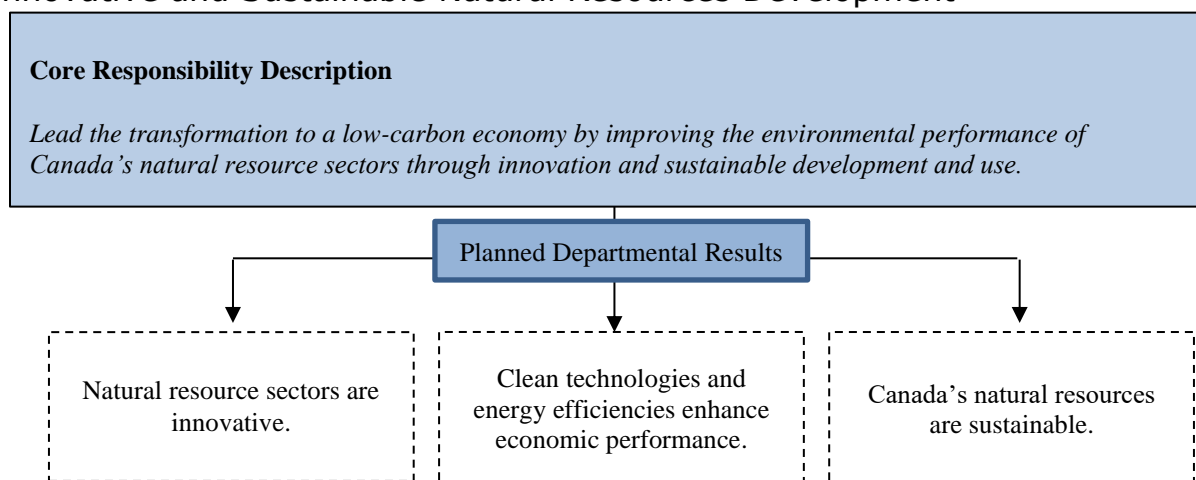 Innovative and Sustainable Natural Resources Development
Core Responsibility Description
Lead the transformation to a low-carbon economy by improving the environmental performance of
Canada’s natural resource sectors through innovation and sustainable development and use.
Planned Departmental Results
Natural resource sectors are
innovative.
Clean technologies and
energy efficiencies enhance
economic performance.
Canada’s natural resources
are sustainable.